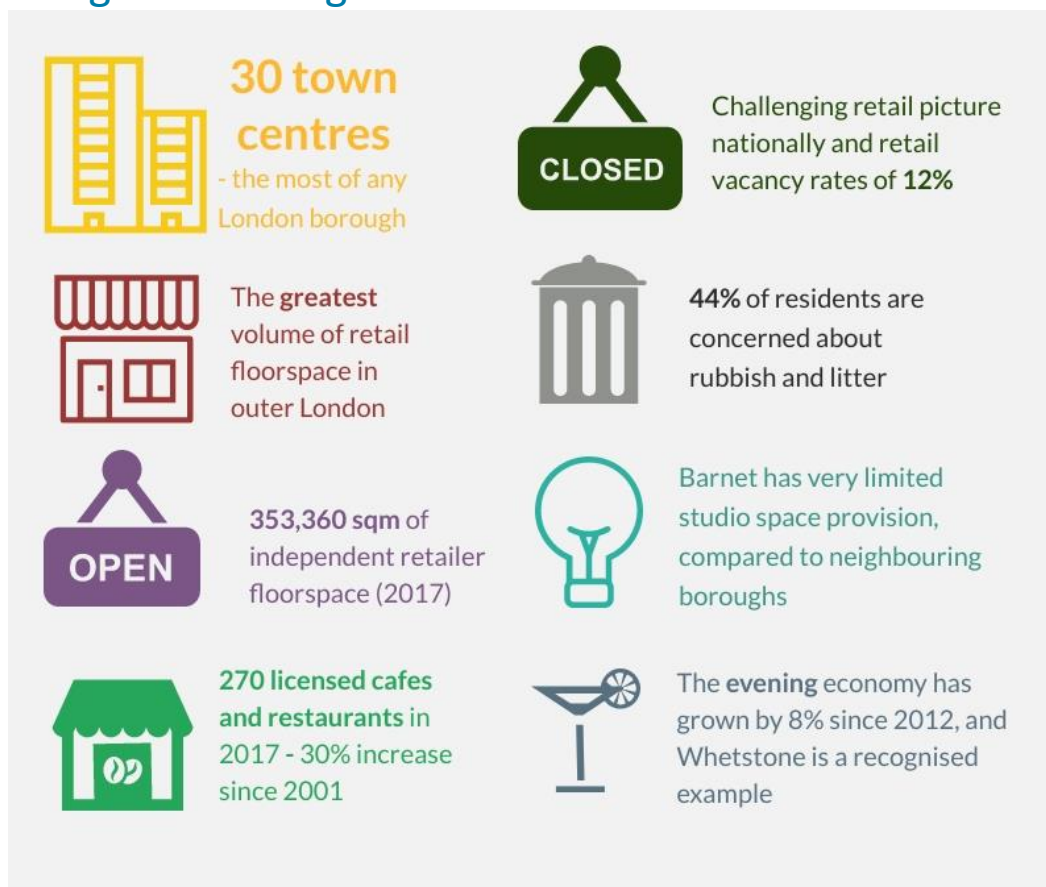 30 town
centres
- the most of any
London borough
CLOSED
Challenging retail picture
nationally and retail
vacancy rates of 12%
The greatest
volume of retail
floorspace in
outer London
44% of residents are
concerned about
rubbish and litter
OPEN
353,360 sqm of
independent retailer
floorspace (2017)
Barnet has very limited
studio space provision,
compared to neighbouring
boroughs
270 licensed cafes
and restaurants in
2017 - 30% increase
since 2001
The evening economy has
grown by 8% since 2012, and
Whetstone is a recognised
example